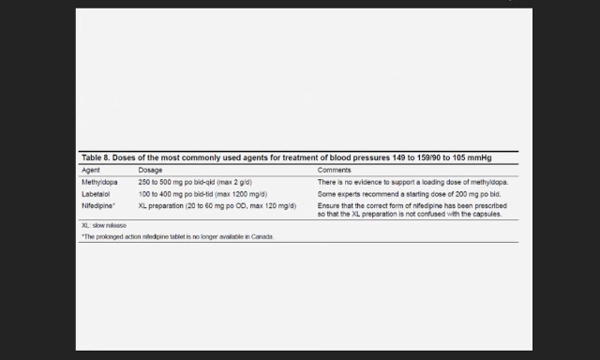 Table 8. Doses of the most commonly used agents for treatment of blood pressures 149 to 159/90 to 105 mmHg
Agent Dosage Comments
Methyldopa 250 to 500 mg po bid-qid (max 2 g/d) There is no evidence to support a loading dose of methyldopa.
Labetalol 100 to 400 mg po bid-tid (max 1200 mg/d) Some experts recommend a starting dose of 200 mg po bid.
Nifedipine* XL preparation (20 to 60 mg po OD, max 120 mg/d) Ensure that the correct form of nifedipine has been prescribed
so that the XL preparation is not confused with the capsules.
XL: slow release
*The prolonged action nifedipine tablet is no longer available in Canada.